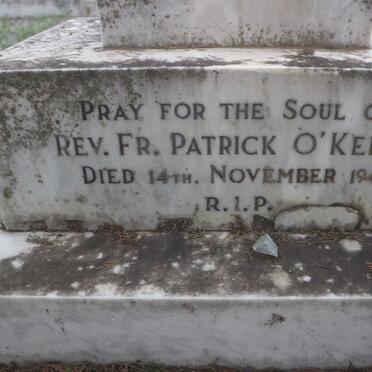 PRAY FOR THE SOUL
REV. FR. PATRICK O'KE
DIED 14TH. NOVEMBER 19
R.I.P.